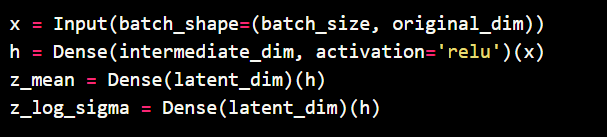 x = Input(batch_shape=(batch_size, original_dim))
h = Dense(intermediate_dim, activation='relu')(x)
z_mean = Dense(latent_dim)(h)
z_log_sigma = Dense(latent_dim)(h)